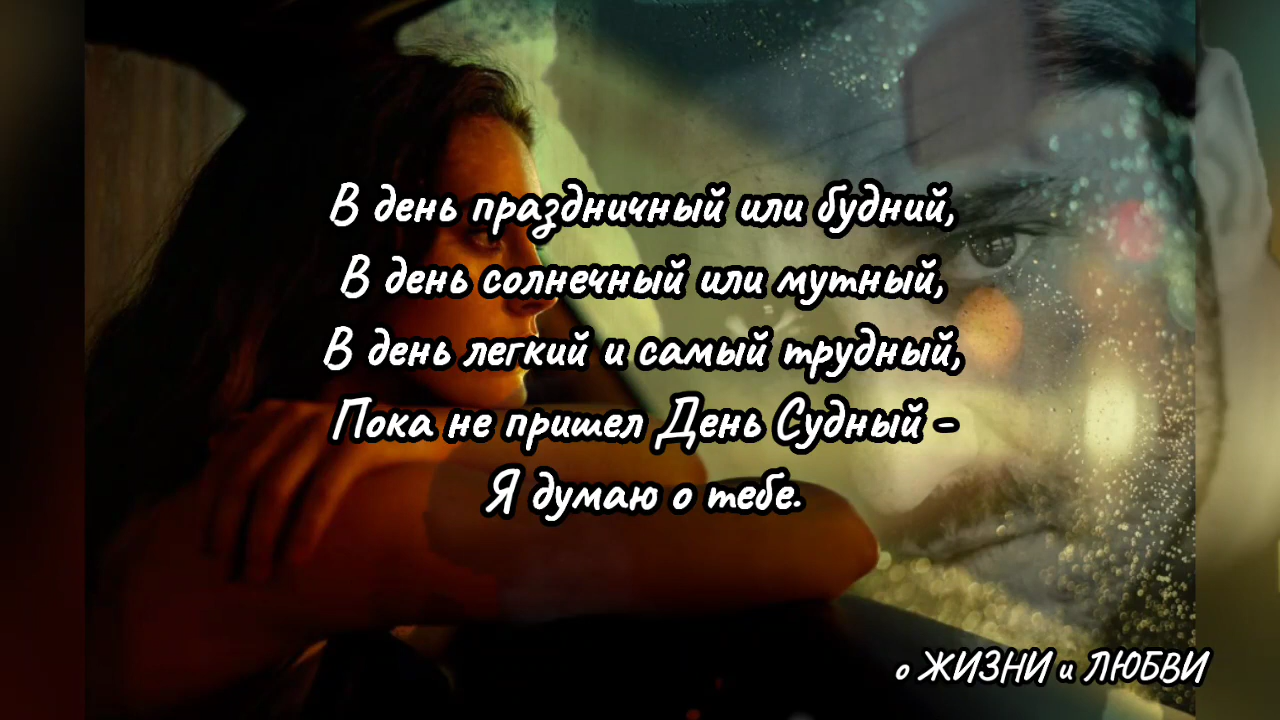 В день праздничный или будний,
В день солнечный или мутный,
В день легкий и самый трудный,
Пока не пришел День Судный -
Я думаю о тебе.
о ЖИЗНИ и ЛЮБВИ